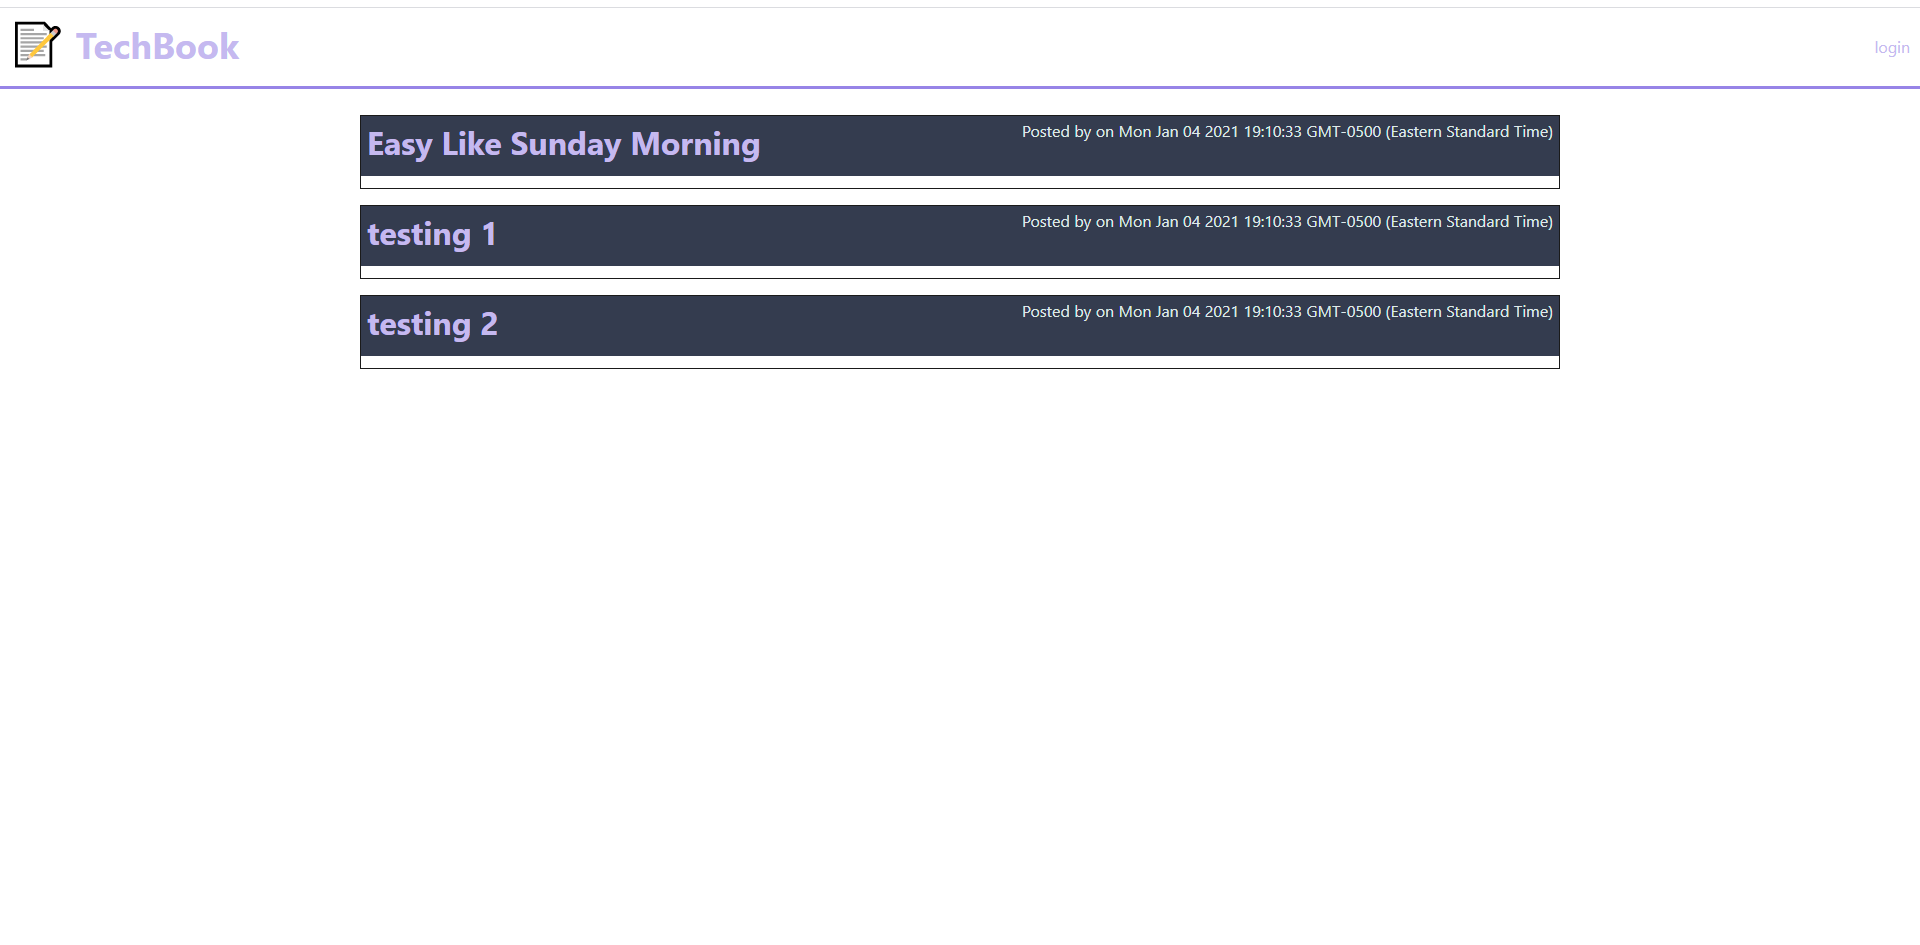 TechBook
login
Easy Like Sunday Morning
Posted by on Mon Jan 04 2021 19:10:33 GMT-0500 (Eastern Standard Time)
testing 1
Posted by on Mon Jan 04 2021 19:10:33 GMT-0500 (Eastern Standard Time)
testing 2
Posted by on Mon Jan 04 2021 19:10:33 GMT-0500 (Eastern Standard Time)